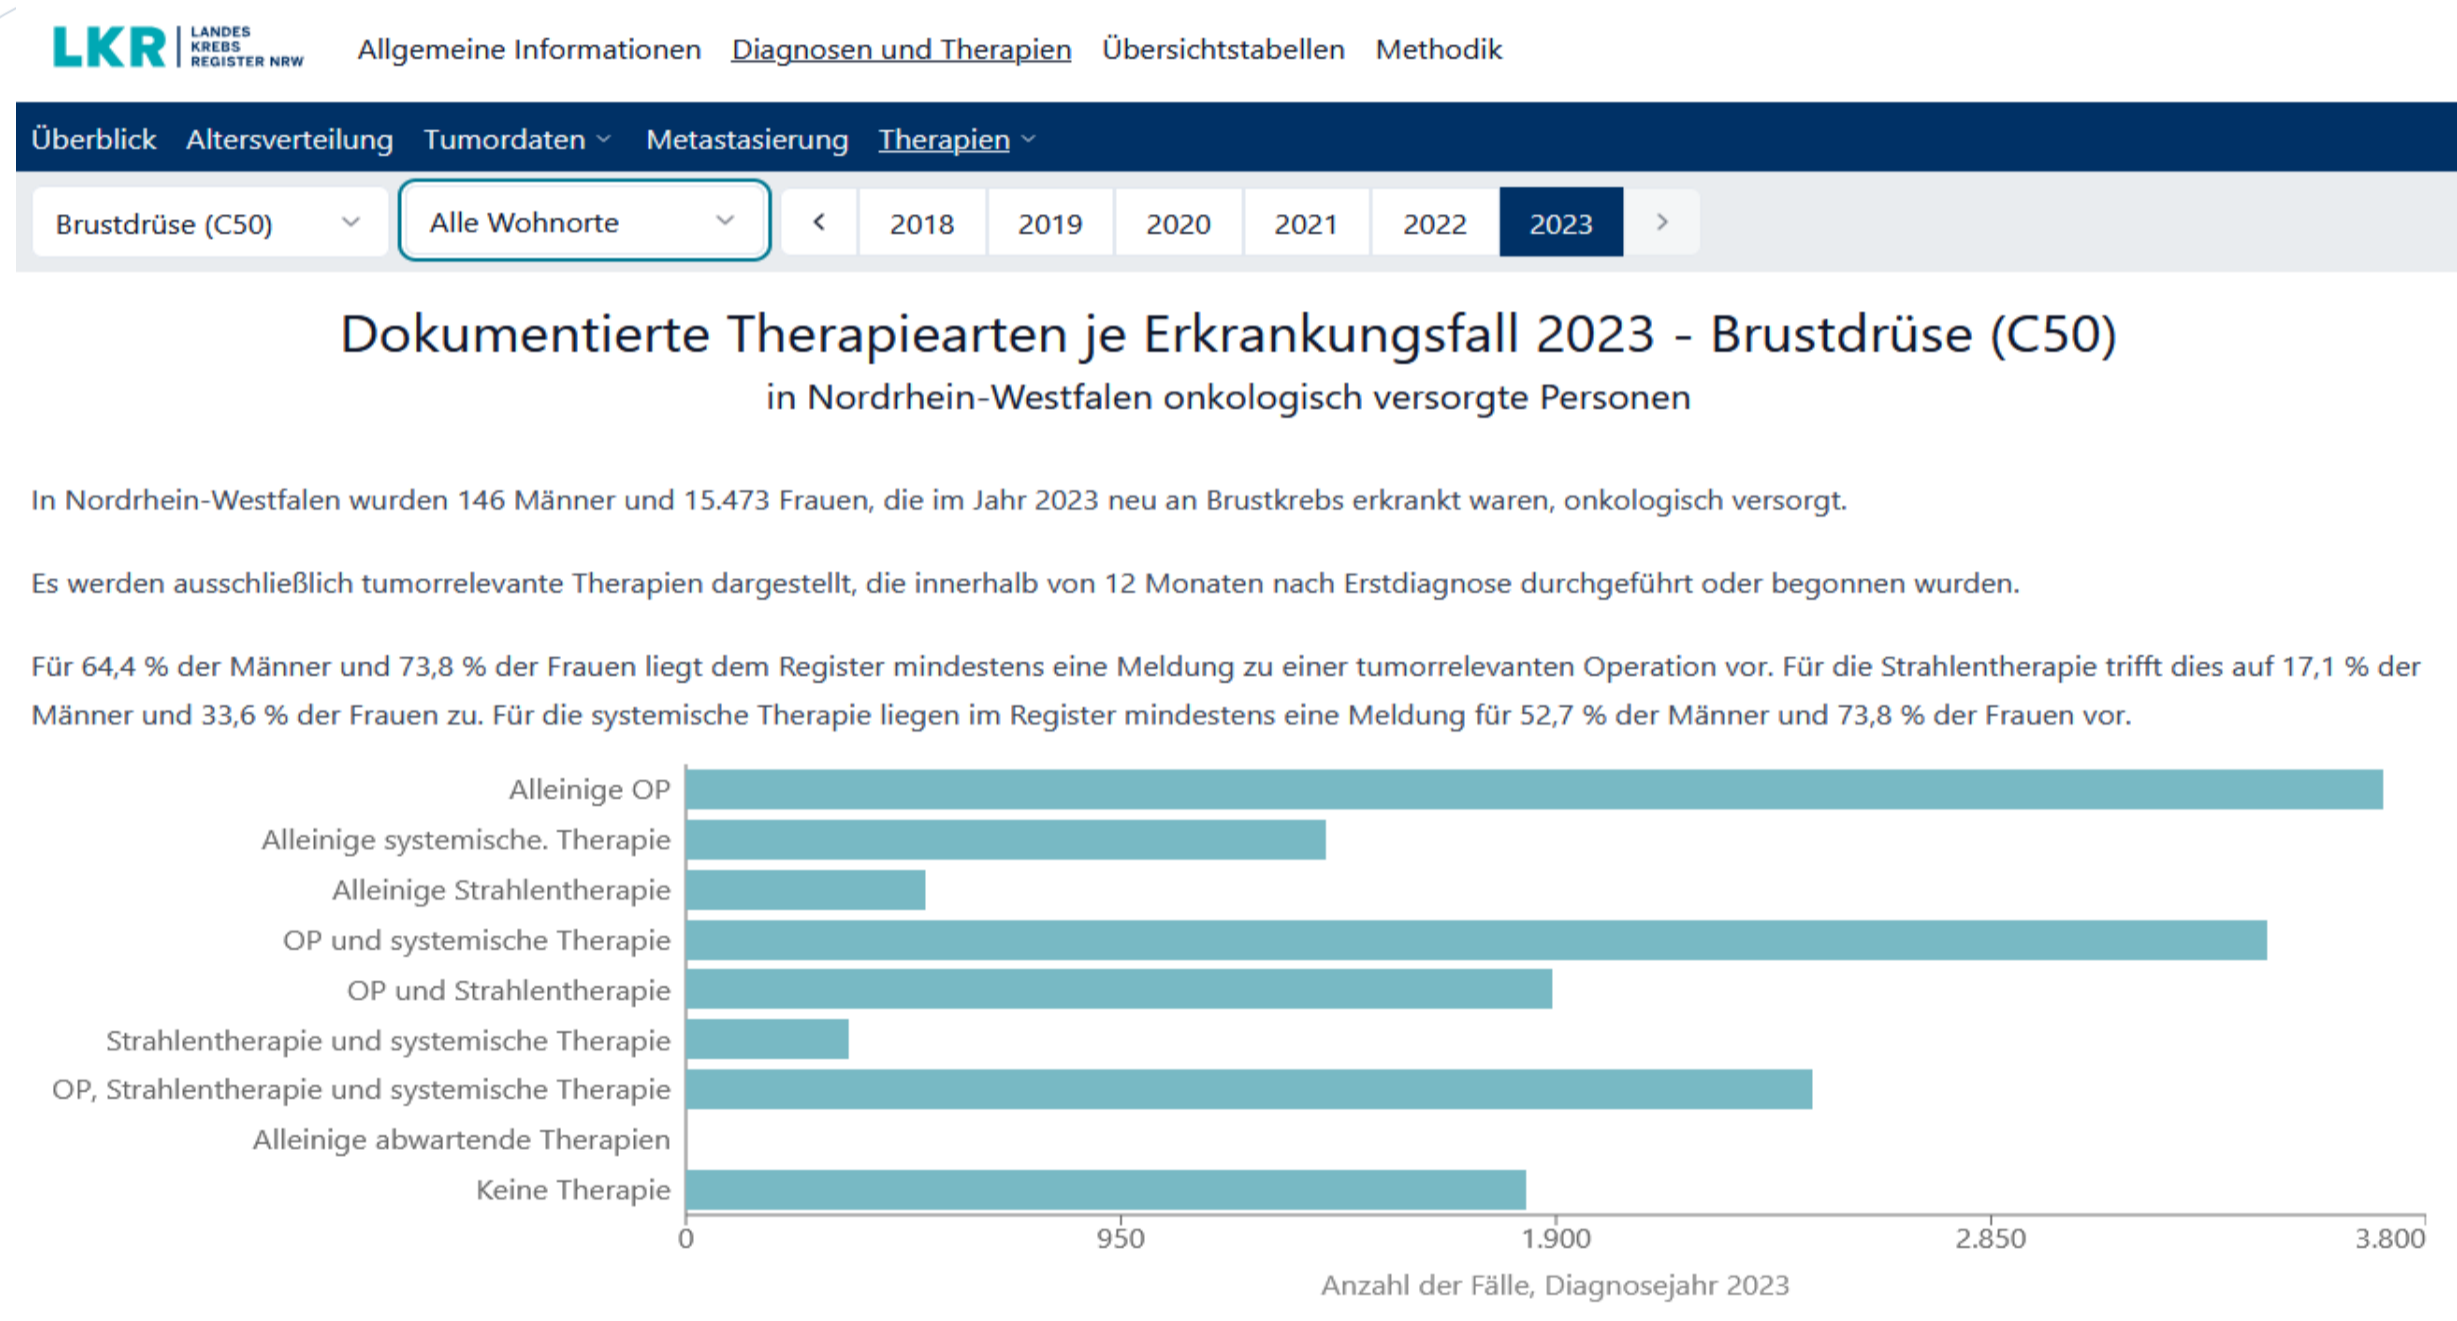 LKR LANDES
KREBS
REGISTER NRW
Allgemeine Informationen Diagnosen und Therapien Übersichtstabellen Methodik
Überblick Altersverteilung Tumordaten Metastasierung Therapien
Brustdrüse (C50) Alle Wohnorte < 2018 2019 2020 2021 2022 2023 >
Dokumentierte Therapiearten je Erkrankungsfall 2023 - Brustdrüse (C50)
in Nordrhein-Westfalen onkologisch versorgte Personen
In Nordrhein-Westfalen wurden 146 Männer und 15.473 Frauen, die im Jahr 2023 neu an Brustkrebs erkrankt waren, onkologisch versorgt.
Es werden ausschließlich tumorrelevante Therapien dargestellt, die innerhalb von 12 Monaten nach Erstdiagnose durchgeführt oder begonnen wurden.
Für 64,4 % der Männer und 73,8 % der Frauen liegt dem Register mindestens eine Meldung zu einer tumorrelevanten Operation vor. Für die Strahlentherapie trifft dies auf 17,1 % der
Männer und 33,6 % der Frauen zu. Für die systemische Therapie liegen im Register mindestens eine Meldung für 52,7 % der Männer und 73,8 % der Frauen vor.
Alleinige OP
Alleinige systemische. Therapie
Alleinige Strahlentherapie
OP und systemische Therapie
OP und Strahlentherapie
Strahlentherapie und systemische Therapie
OP, Strahlentherapie und systemische Therapie
Alleinige abwartende Therapien
Keine Therapie
0 950 1.900 2.850 3.800
Anzahl der Fälle, Diagnosejahr 2023